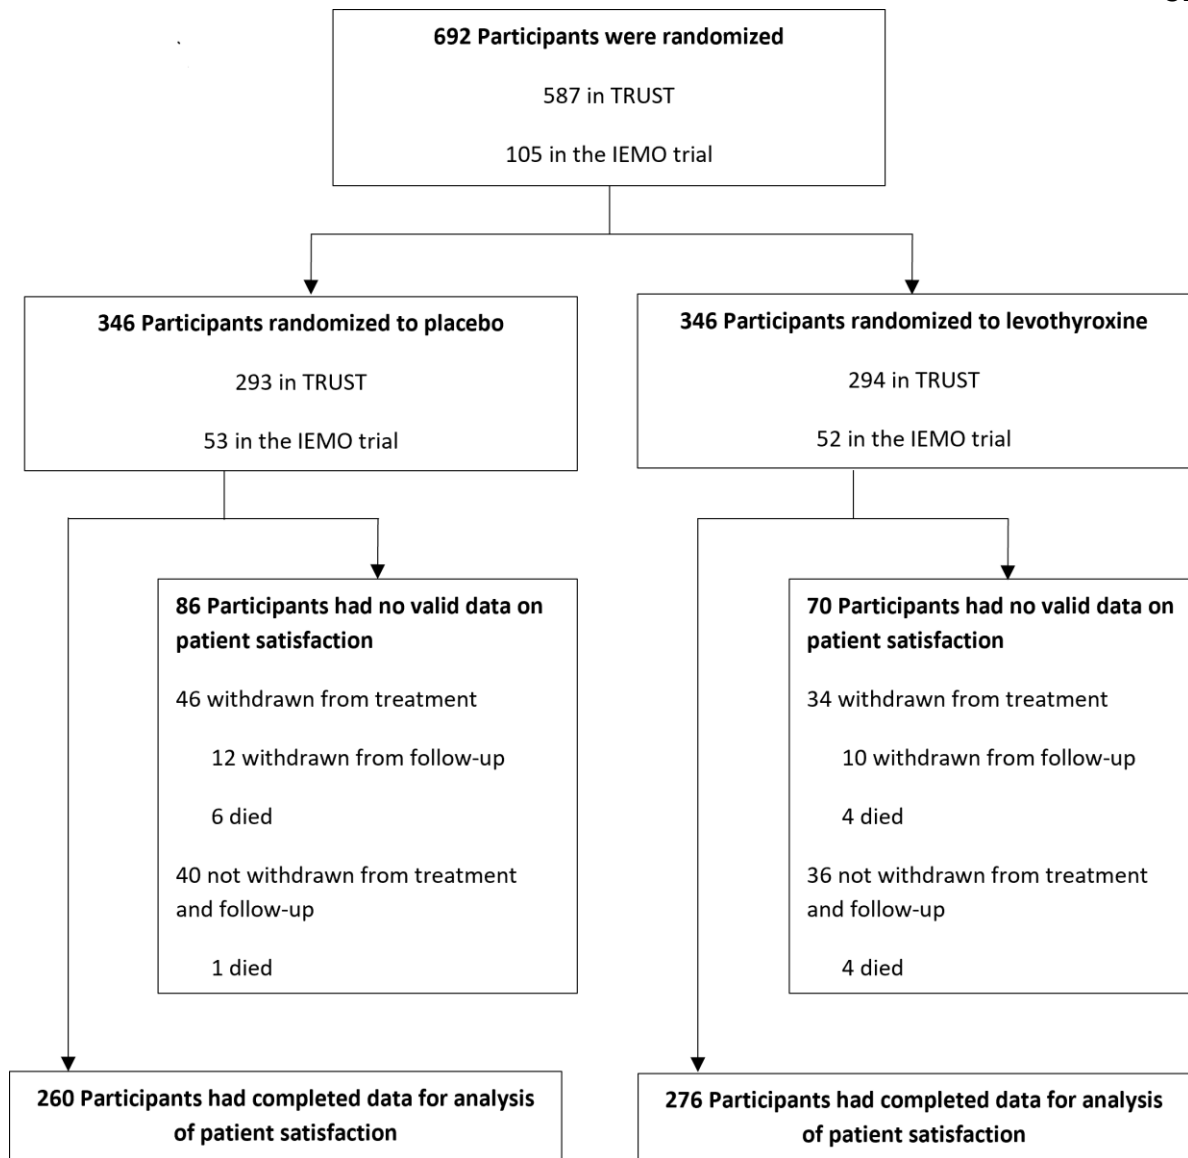 692 Participants were randomized
587 in TRUST
105 in the IEMO trial
346 Participants randomized to placebo
293 in TRUST
53 in the IEMO trial
346 Participants randomized to levothyroxine
294 in TRUST
52 in the IEMO trial
86 Participants had no valid data on
patient satisfaction
46 withdrawn from treatment
12 withdrawn from follow-up
6 died
40 not withdrawn from treatment
and follow-up
1 died
70 Participants had no valid data on
patient satisfaction
34 withdrawn from treatment
10 withdrawn from follow-up
4 died
36 not withdrawn from treatment
and follow-up
4 died
260 Participants had completed data for analysis
of patient satisfaction
276 Participants had completed data for analysis
of patient satisfaction